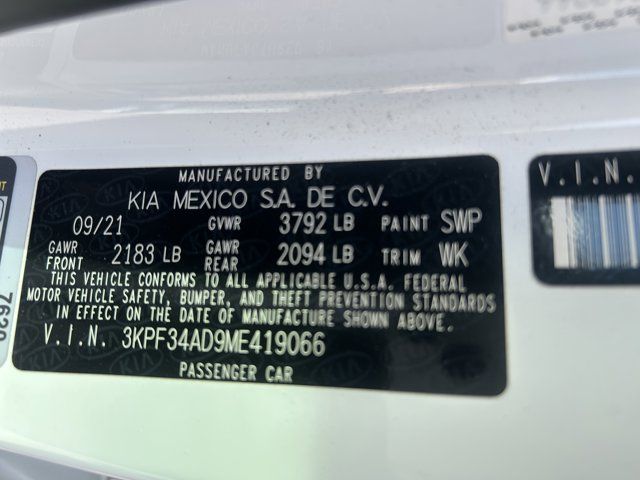 MANUFACTURED BY
KIA MEXICO S.A. DE C.V.
09/21 GVWR 3792 LB PAINT SWP
GAWR FRONT 2183 LB GAWR REAR 2094 LB TRIM WK
THIS VEHICLE CONFORMS TO ALL APPLICABLE U.S.A. FEDERAL
MOTOR VEHICLE SAFETY, BUMPER, AND THEFT PREVENTION STANDARDS
IN EFFECT ON THE DATE OF MANUFACTURE SHOWN ABOVE.
V.I.N. 3KPF34AD9ME419066
PASSENGER CAR
V.I.N.